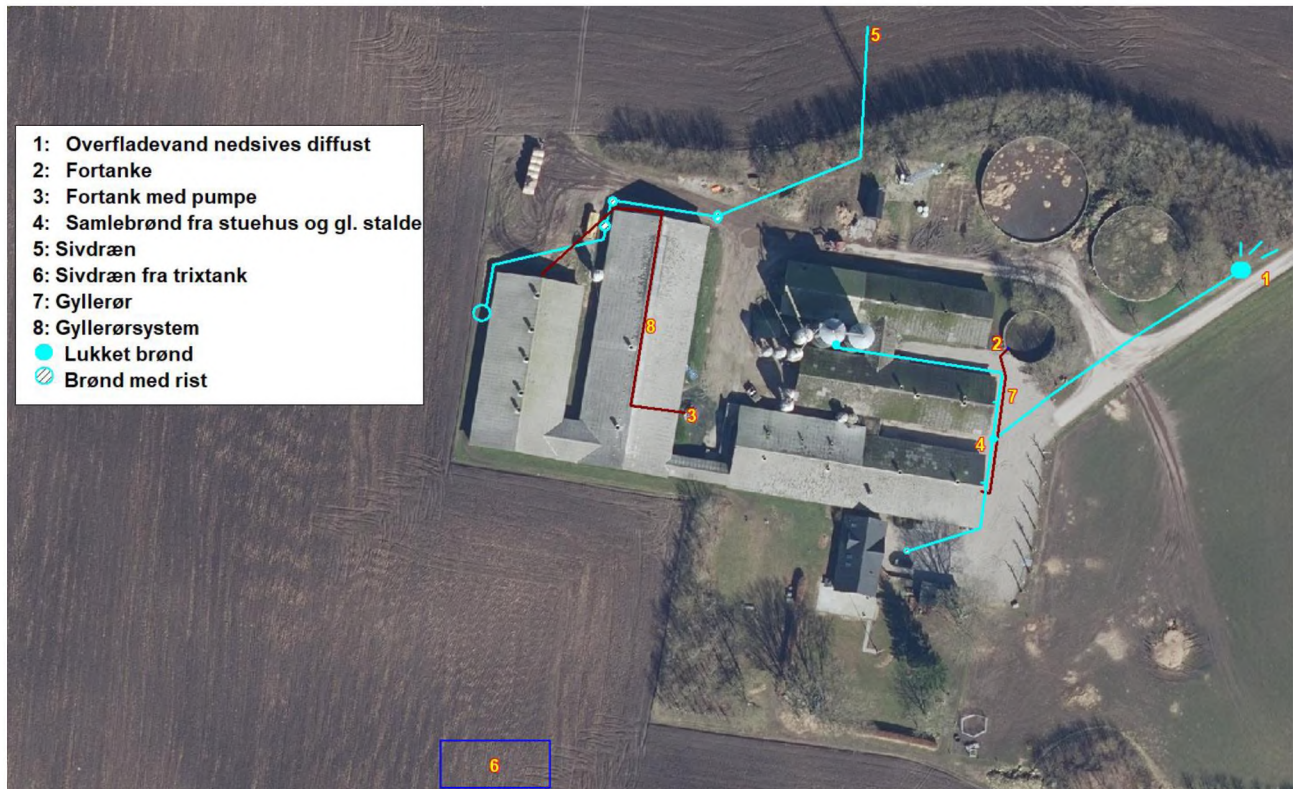 5
1: Overfladevand nedsives diffust
2: Fortanke
3: Fortank med pumpe
4: Samlebrønd fra stuehus og gl. stalde
5: Sivdræn
6: Sivdræn fra trixtank
7: Gyllerør
8: Gyllerørsystem
Lukket brønd
Brønd med rist
1
8
2
7
3
4
6